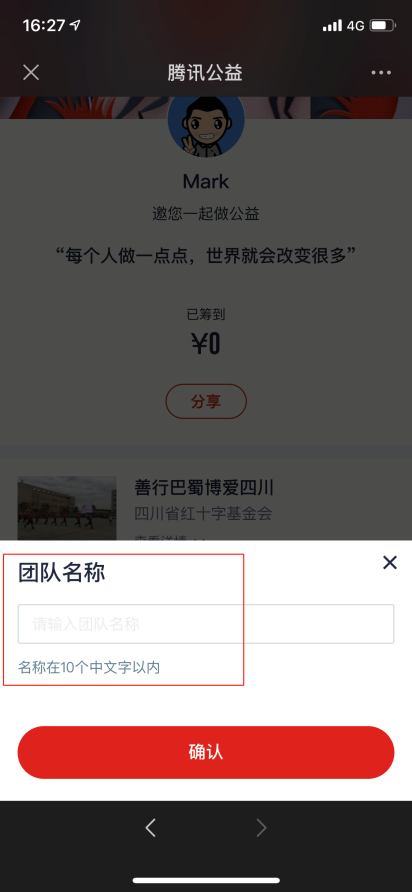 16:27
4G
腾讯公益
Mark
邀您一起做公益
“每个人做一点点，世界就会改变很多”
已筹到
¥0
分享
善行巴蜀博爱四川
四川省红十字基金会
团队名称
请输入团队名称
名称在10个中文字以内
确认